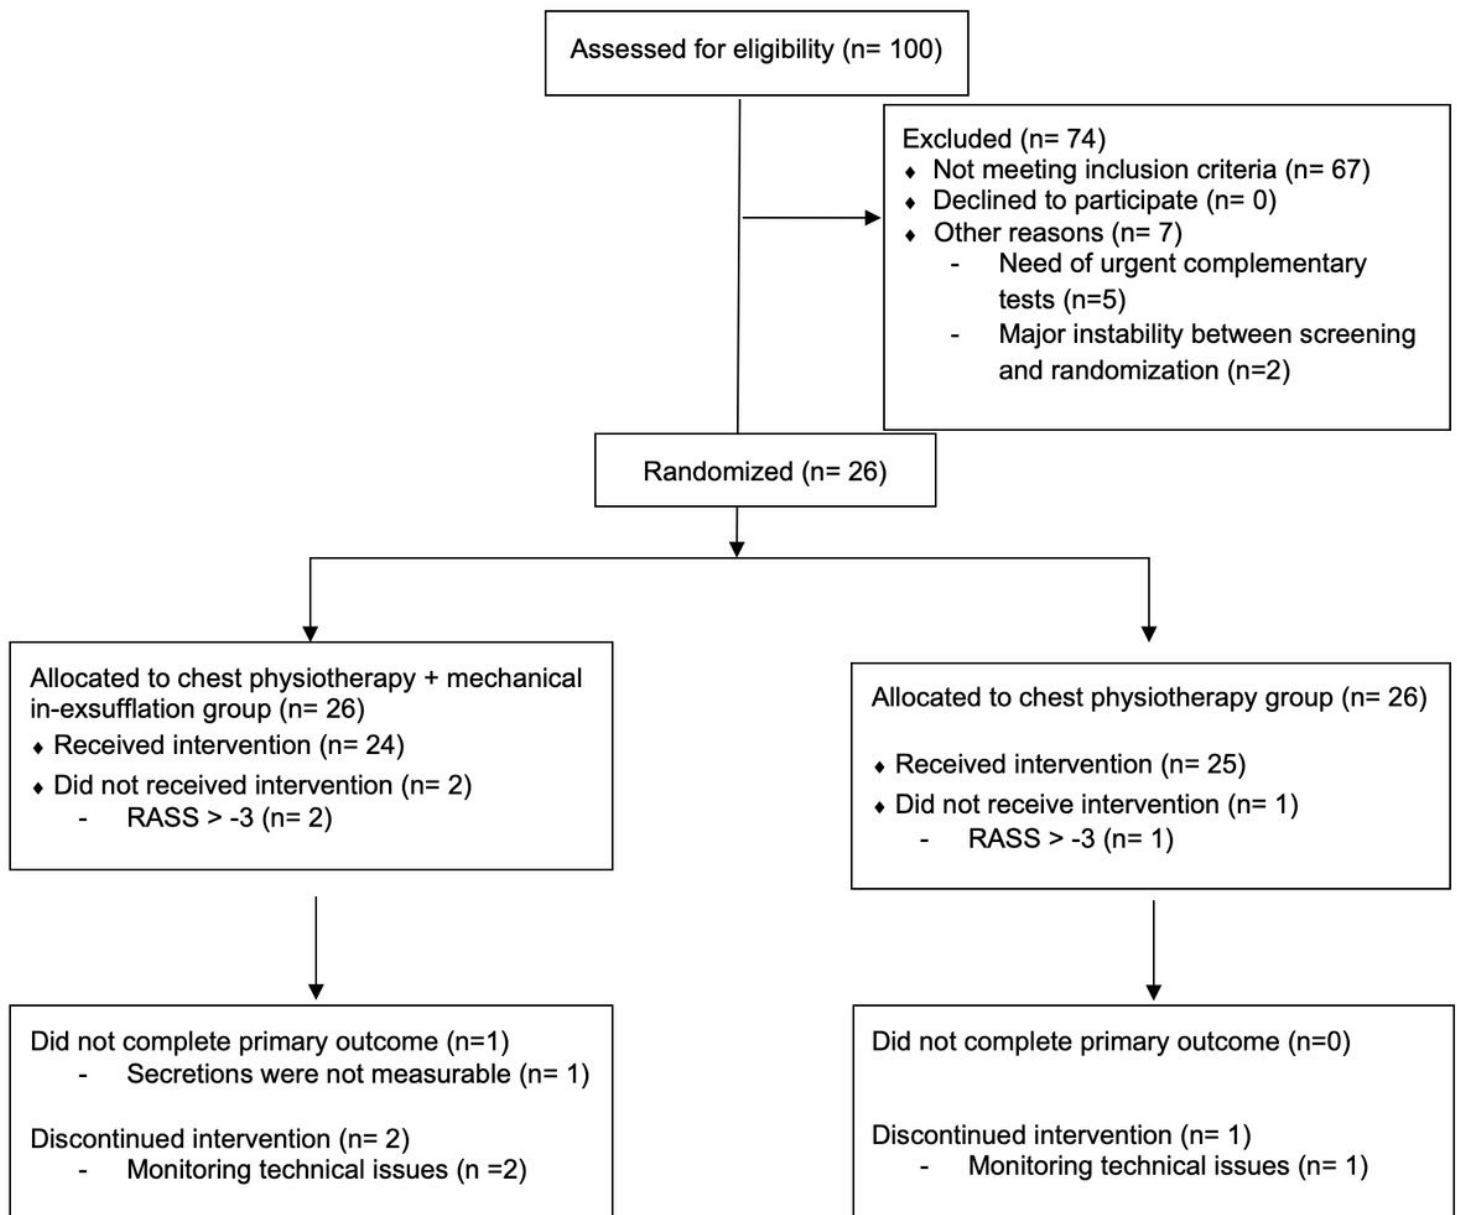 Assessed for eligibility (n= 100)
Excluded (n= 74)
♦ Not meeting inclusion criteria (n= 67)
♦ Declined to participate (n= 0)
♦ Other reasons (n= 7)
- Need of urgent complementary
tests (n=5)
- Major instability between screening
and randomization (n=2)
Randomized (n= 26)
Allocated to chest physiotherapy + mechanical
in-exsufflation group (n= 26)
♦ Received intervention (n= 24)
♦ Did not received intervention (n= 2)
- RASS > -3 (n= 2)
Allocated to chest physiotherapy group (n= 26)
♦ Received intervention (n= 25)
♦ Did not receive intervention (n= 1)
- RASS > -3 (n= 1)
Did not complete primary outcome (n=1)
- Secretions were not measurable (n= 1)
Discontinued intervention (n= 2)
- Monitoring technical issues (n =2)
Did not complete primary outcome (n=0)
Discontinued intervention (n= 1)
- Monitoring technical issues (n= 1)